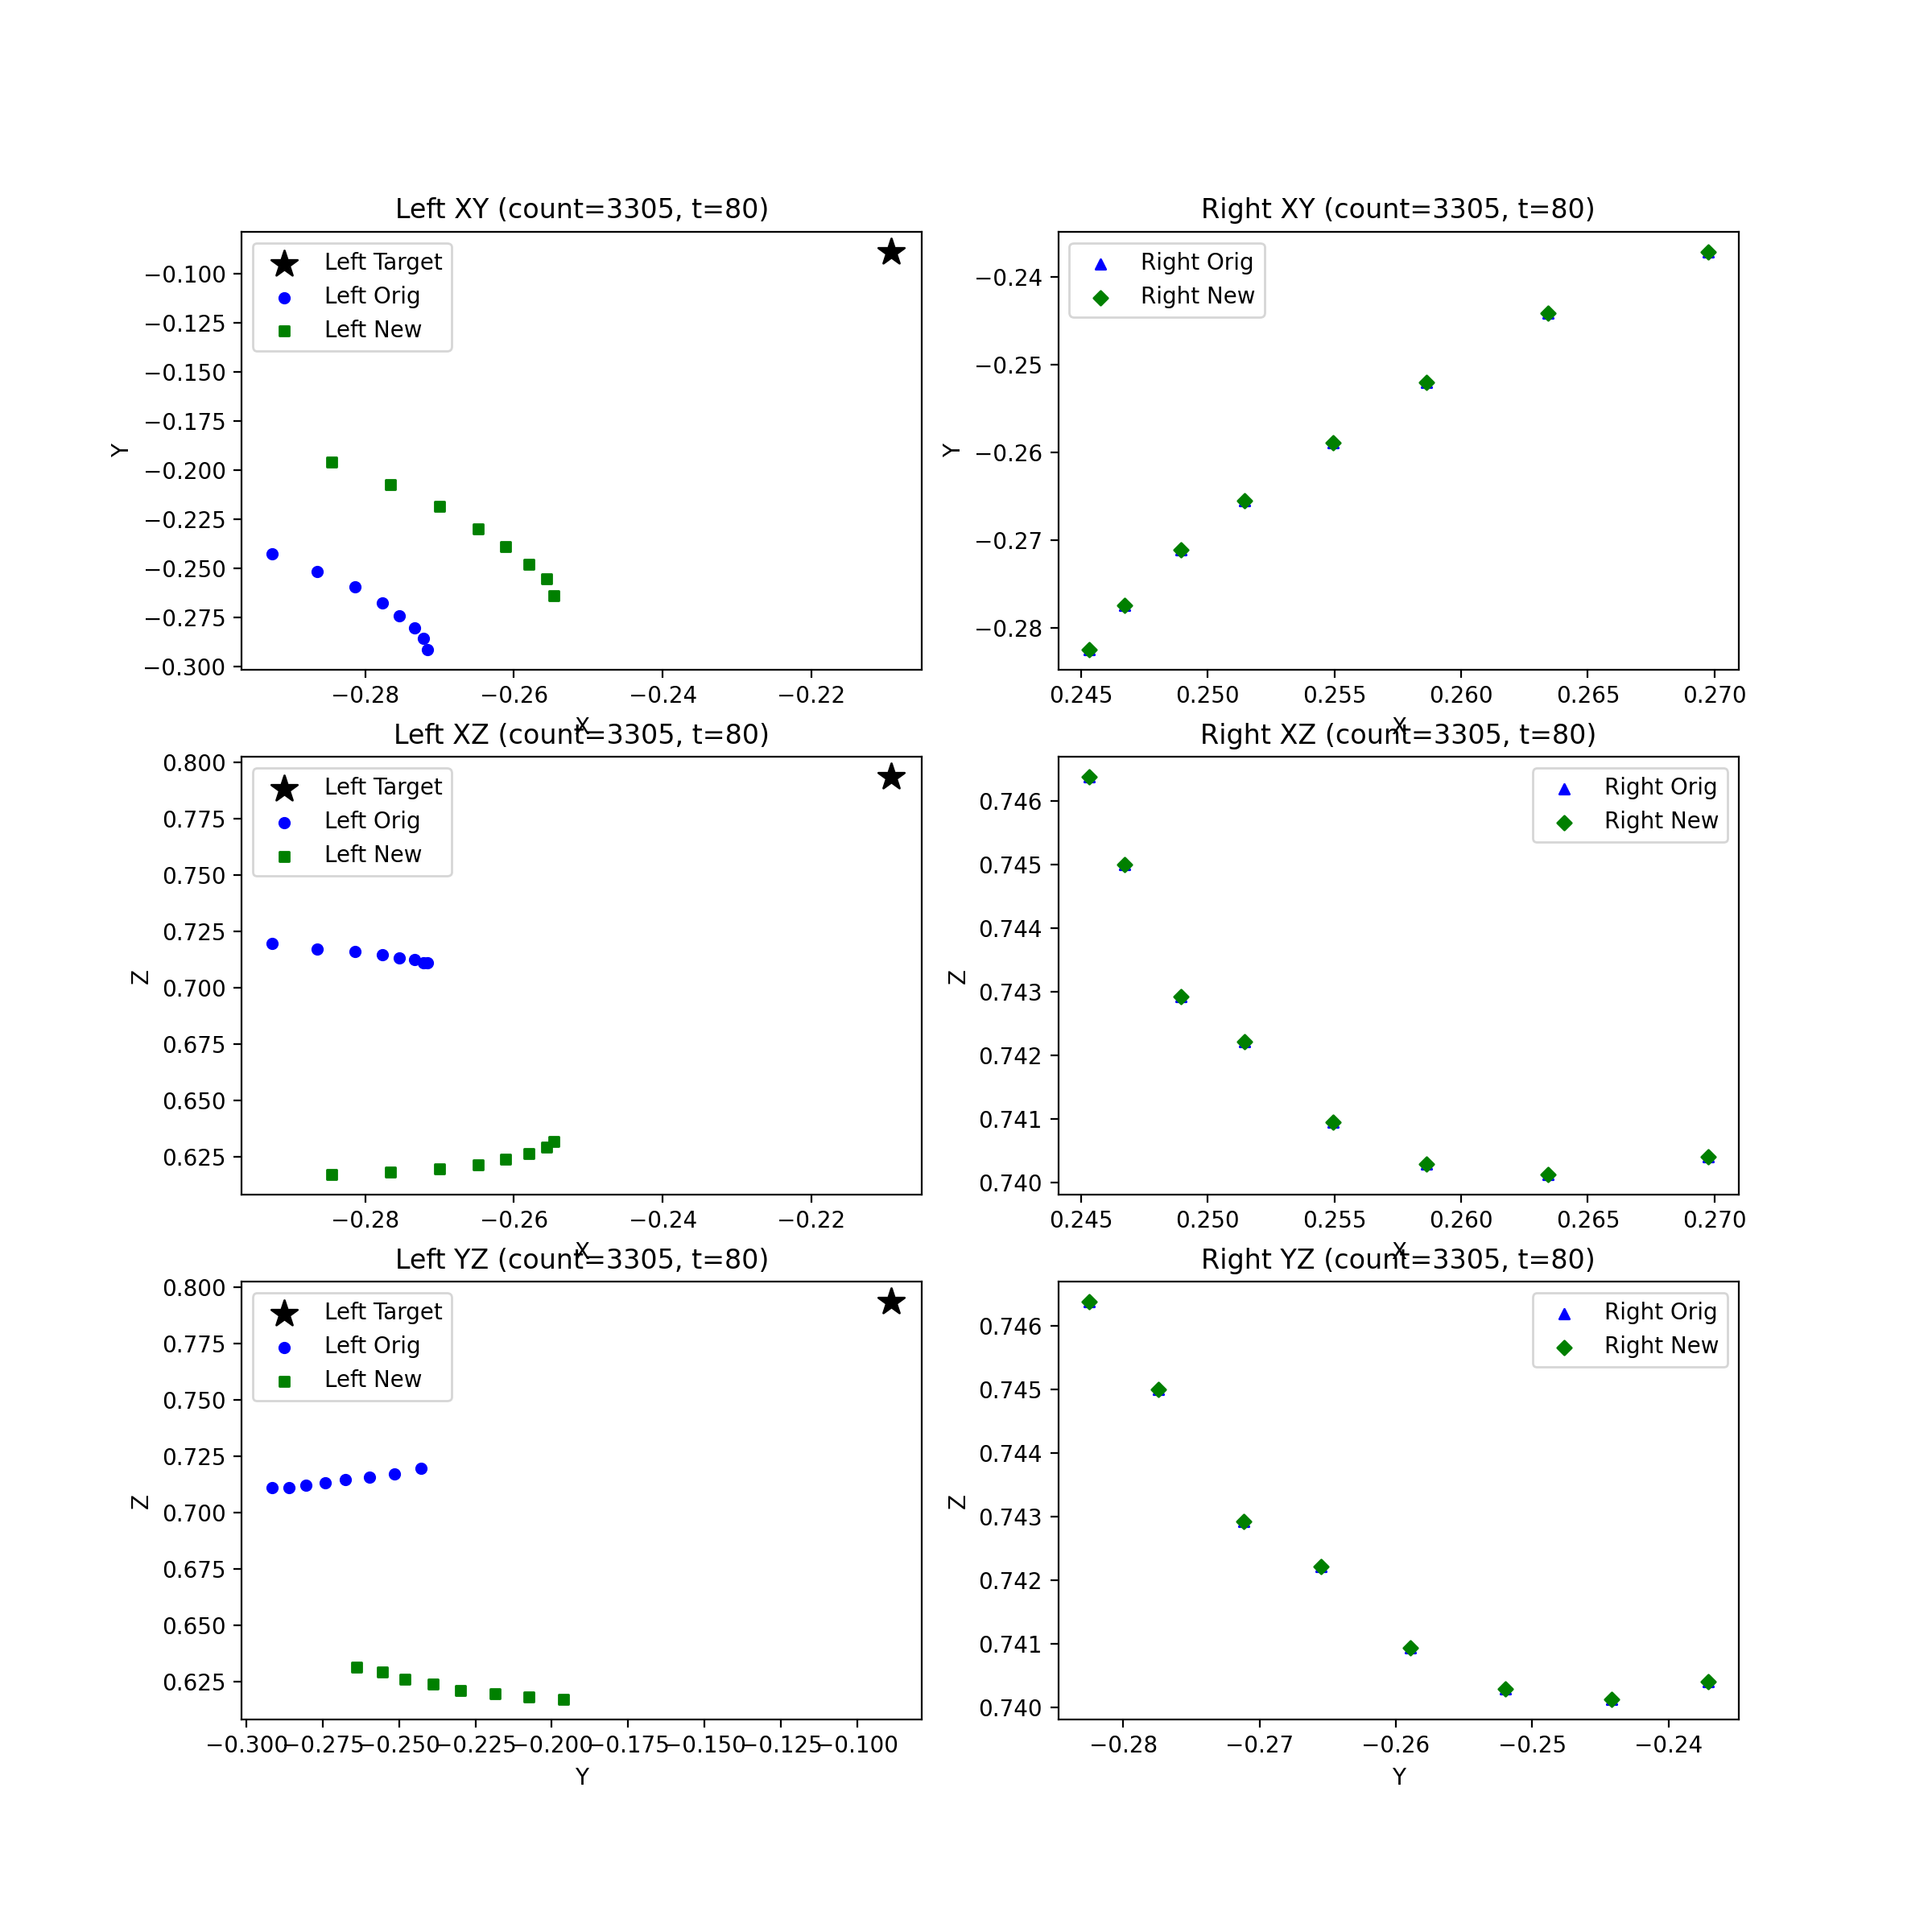 Left XY (count=3305, t=80)
Left Target
Left Orig
Left New
−0.100
−0.125
−0.150
−0.175
−0.200
−0.225
−0.250
−0.275
−0.300
Y
−0.28 −0.26 −0.24 −0.22
X
Right XY (count=3305, t=80)
Right Orig
Right New
−0.24
−0.25
−0.26
−0.27
−0.28
Y
0.245 0.250 0.255 0.260 0.265 0.270
X
Left XZ (count=3305, t=80)
Left Target
Left Orig
Left New
0.800
0.775
0.750
0.725
0.700
0.675
0.650
0.625
Z
−0.28 −0.26 −0.24 −0.22
X
Right XZ (count=3305, t=80)
Right Orig
Right New
0.746
0.745
0.744
0.743
0.742
0.741
0.740
Z
0.245 0.250 0.255 0.260 0.265 0.270
X
Left YZ (count=3305, t=80)
Left Target
Left Orig
Left New
0.800
0.775
0.750
0.725
0.700
0.675
0.650
0.625
Z
−0.300 −0.275 −0.250 −0.225 −0.200 −0.175 −0.150 −0.125 −0.100
Y
Right YZ (count=3305, t=80)
Right Orig
Right New
0.746
0.745
0.744
0.743
0.742
0.741
0.740
Z
−0.28 −0.27 −0.26 −0.25 −0.24
Y